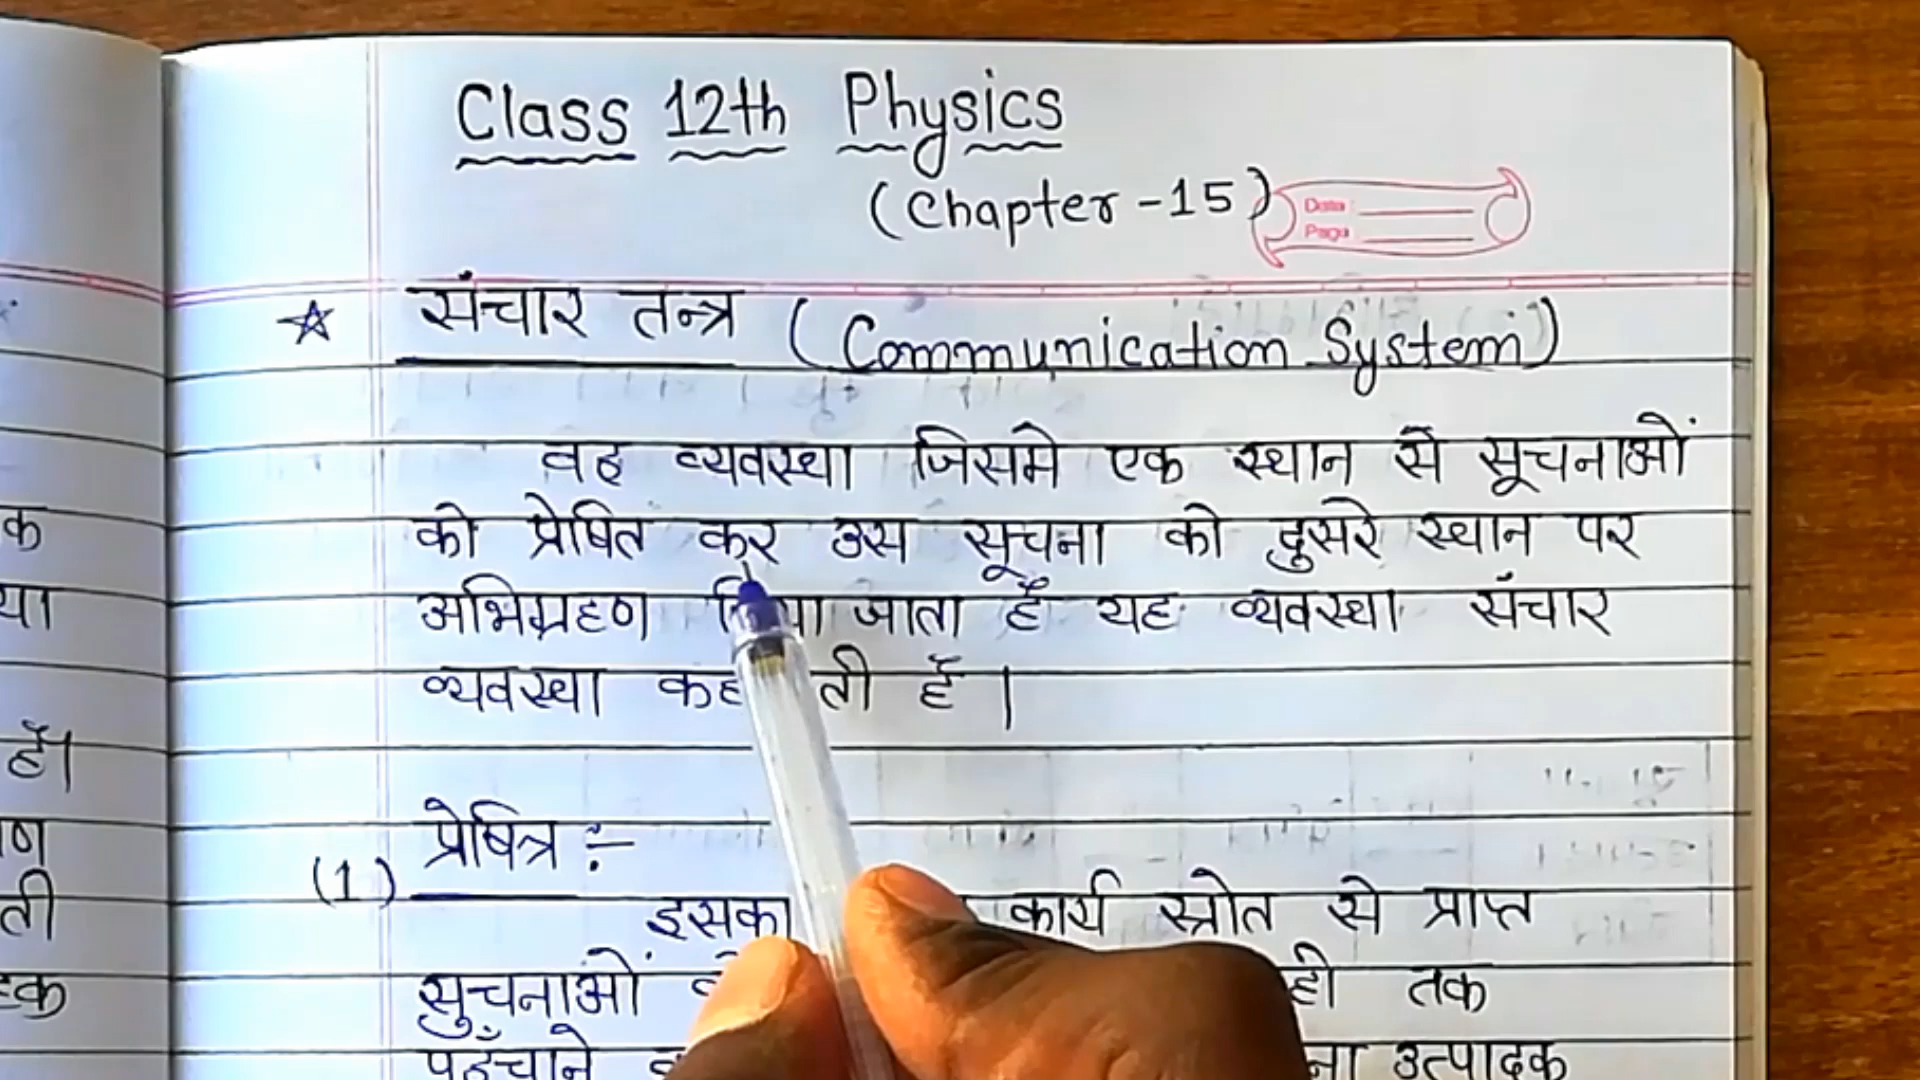 Class 12th Physics
(Chapter-15)
Date:
Page:
संचार तन्त्र (Communication System)
वह व्यवस्था जिसमे एक स्थान से सूचनाओं
को प्रेषित कर उस सूचना को दुसरे स्थान पर
अभिग्रहण जाता है यह व्यवस्था संचार
व्यवस्था है।
प्रेषित्र :-
(1)
इसका कार्य स्त्रोत से प्राप्त
सुचनाओं तक
पहुँचाने उत्पादक
क
या
है।
ण
ती